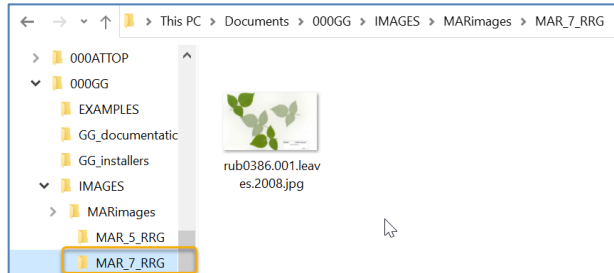 This PC > Documents > 000GG > IMAGES > MARimages > MAR_7_RRG
000ATTOP
000GG
EXAMPLES
GG_documentatic
GG_installers
IMAGES
MARimages
MAR_5_RRG
MAR_7_RRG
rub0386.001.leav
es.2008.jpg